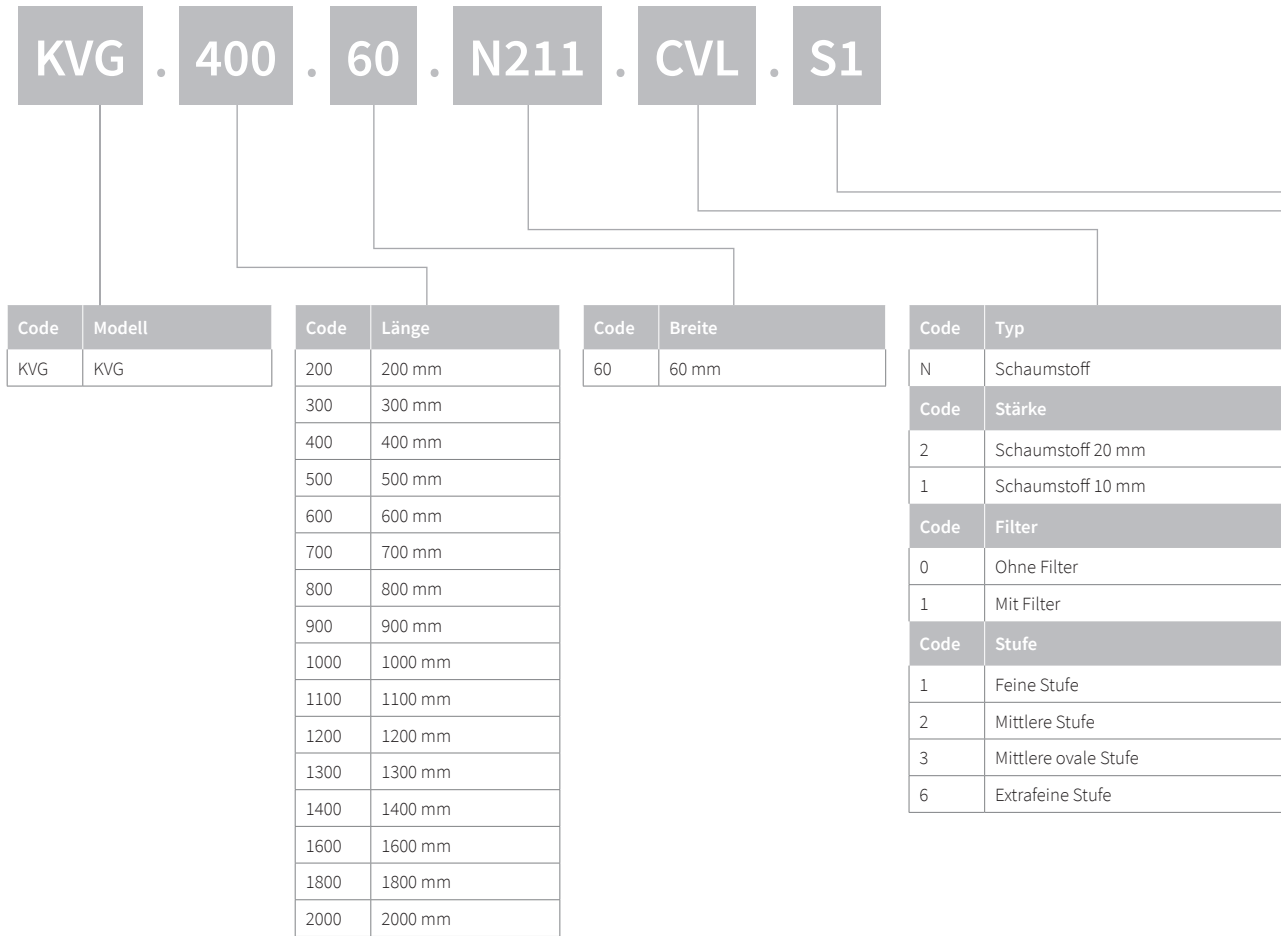 KVG . 400 . 60 . N211 . CVL . S1
Code Modell
KVG KVG
Code Länge
200 200 mm
300 300 mm
400 400 mm
500 500 mm
600 600 mm
700 700 mm
800 800 mm
900 900 mm
1000 1000 mm
1100 1100 mm
1200 1200 mm
1300 1300 mm
1400 1400 mm
1600 1600 mm
1800 1800 mm
2000 2000 mm
Code Breite
60 60 mm
Code Typ
N Schaumstoff
Code Stärke
2 Schaumstoff 20 mm
1 Schaumstoff 10 mm
Code Filter
0 Ohne Filter
1 Mit Filter
Code Stufe
1 Feine Stufe
2 Mittlere Stufe
3 Mittlere ovale Stufe
6 Extrafeine Stufe